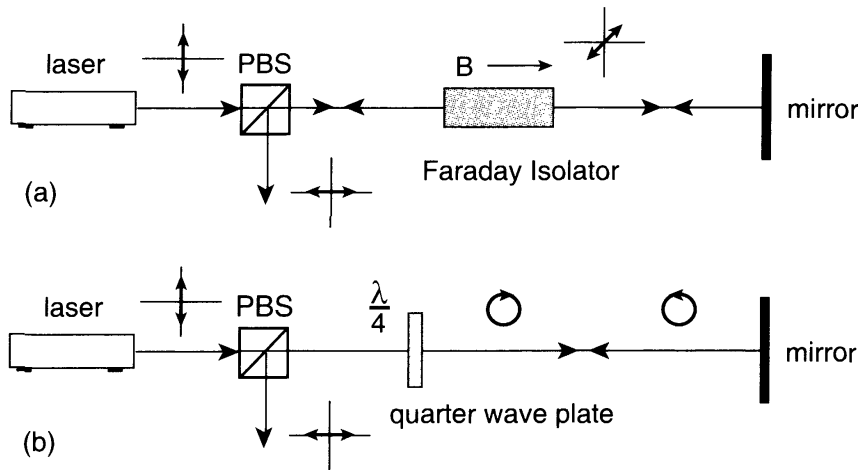 laser
PBS
B
mirror
Faraday Isolator
(a)
laser
PBS
λ/4
mirror
quarter wave plate
(b)